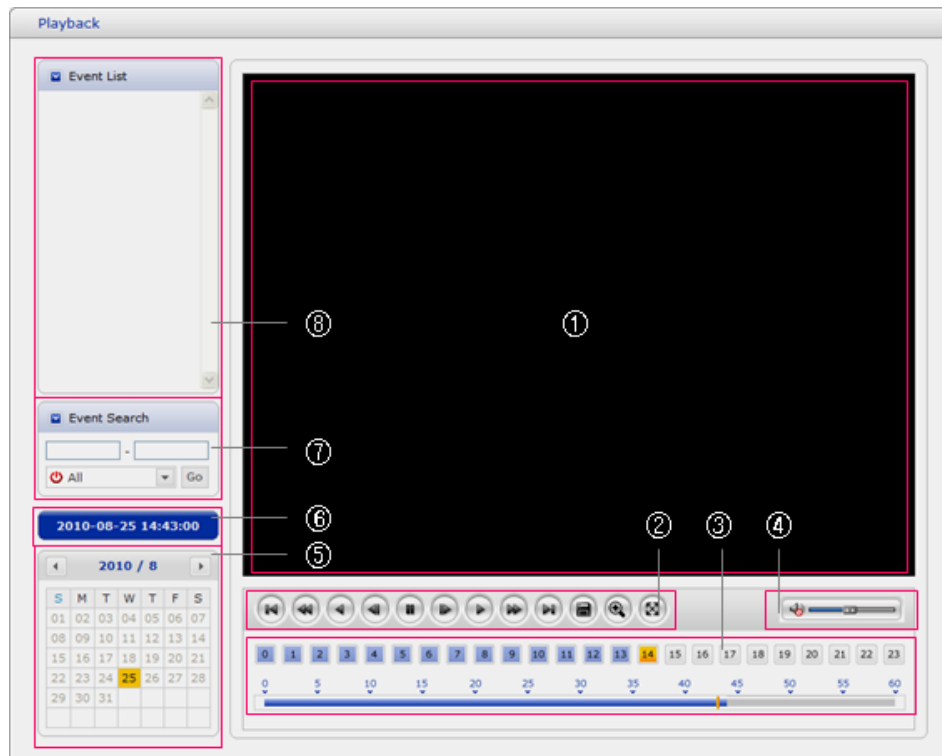 Playback
Event List
⑧
①
Event Search
-
⑦
All Go
2010-08-25 14:43:00
⑥
② ③ ④
⑤
2010 / 8
S M T W T F S
01 02 03 04 05 06 07
08 09 10 11 12 13 14
15 16 17 18 19 20 21
22 23 24 25 26 27 28
29 30 31
0 1 2 3 4 5 6 7 8 9 10 11 12 13 14 15 16 17 18 19 20 21 22 23
0 5 10 15 20 25 30 35 40 45 50 55 60